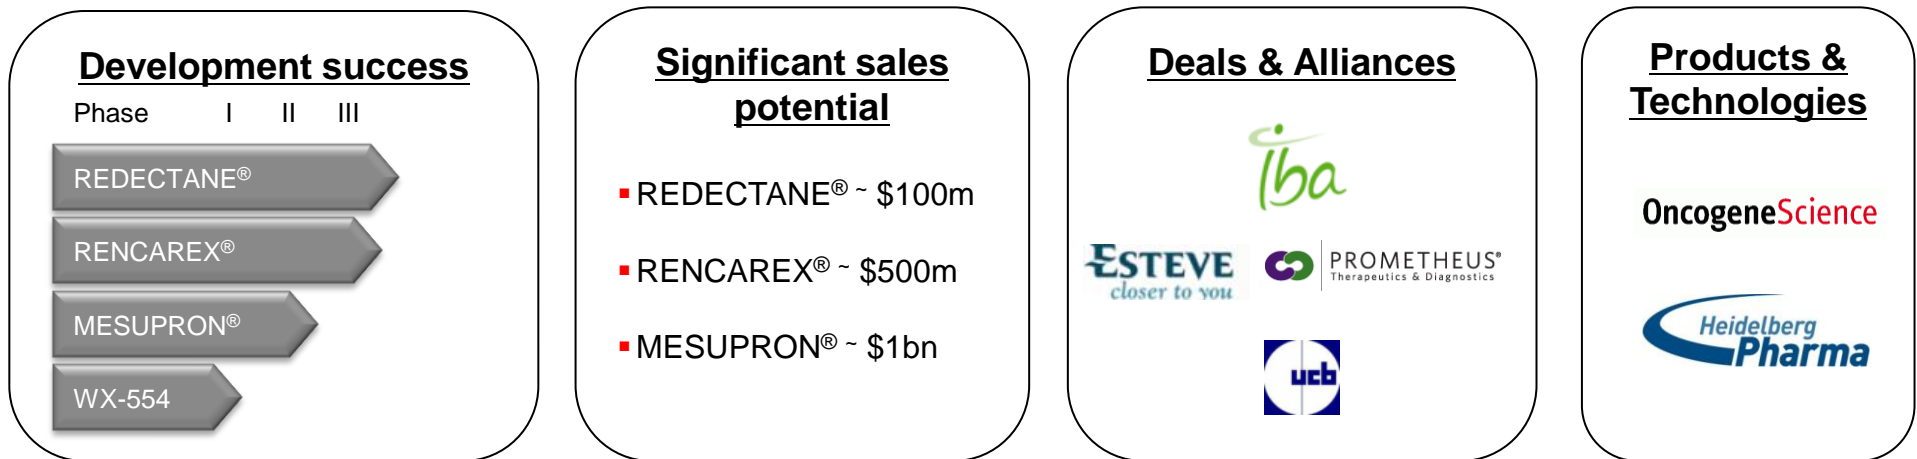 Development success
Phase I II III
REDECTANE®
RENCAREX®
MESUPRON®
WX-554
Significant sales
potential
▪ REDECTANE® ~ $100m
▪ RENCAREX® ~ $500m
▪ MESUPRON® ~ $1bn
Deals & Alliances
iba
ESTEVE
closer to you
PROMETHEUS®
Therapeutics & Diagnostics
ucb
Products &
Technologies
OncogeneScience
Heidelberg
Pharma